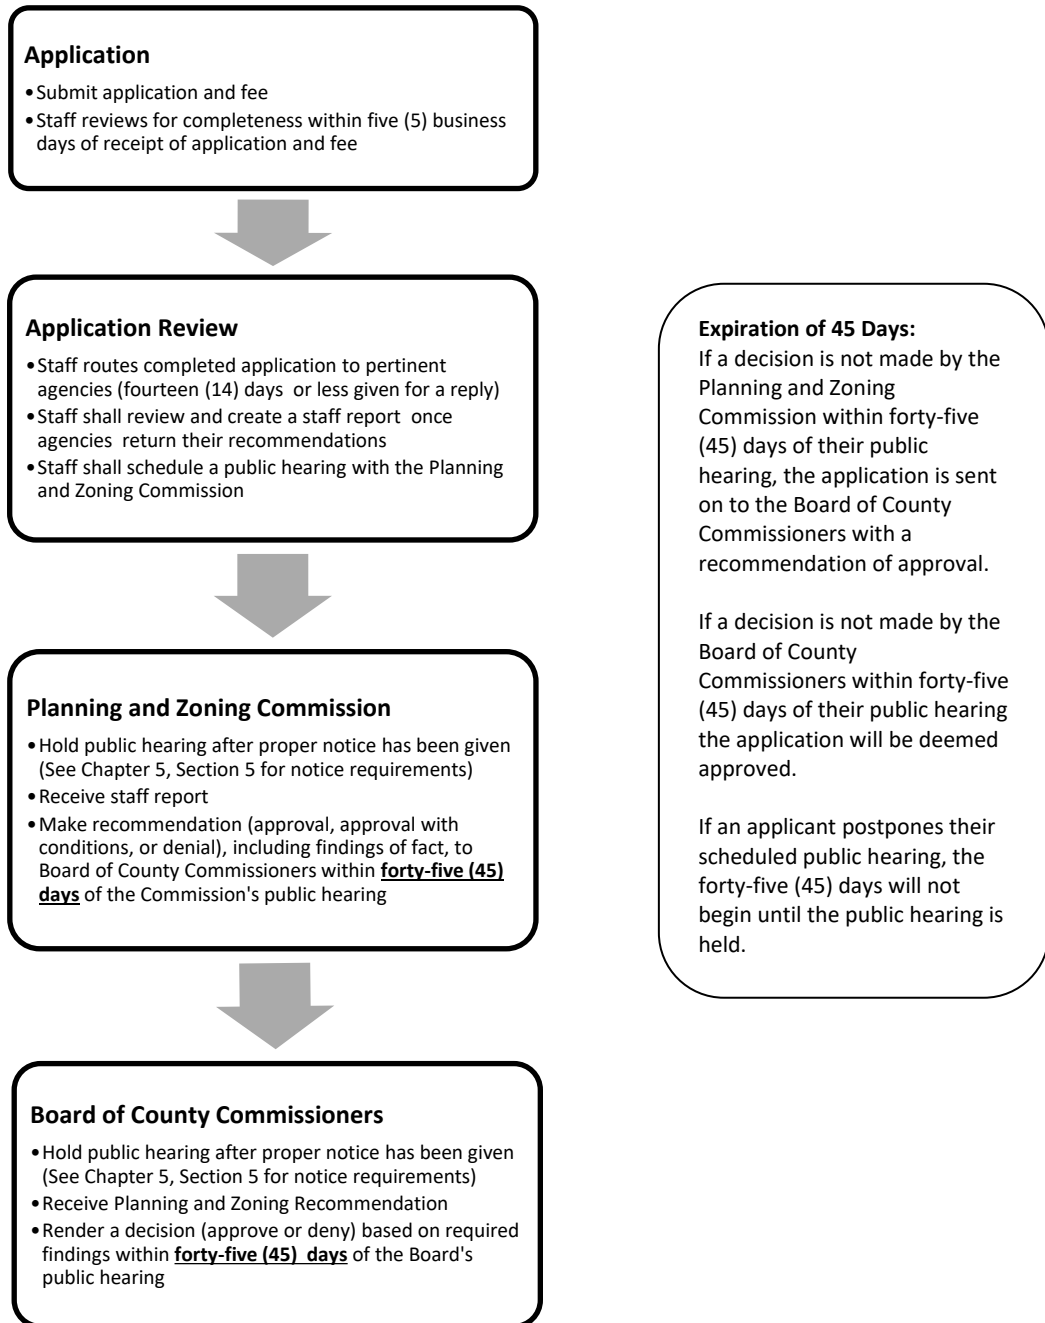 Application
•Submit application and fee
•Staff reviews for completeness within five (5) business
days of receipt of application and fee
Application Review
•Staff routes completed application to pertinent
agencies (fourteen (14) days or less given for a reply)
•Staff shall review and create a staff report once
agencies return their recommendations
•Staff shall schedule a public hearing with the Planning
and Zoning Commission
Planning and Zoning Commission
•Hold public hearing after proper notice has been given
(See Chapter 5, Section 5 for notice requirements)
•Receive staff report
•Make recommendation (approval, approval with
conditions, or denial), including findings of fact, to
Board of County Commissioners within forty-five (45)
days of the Commission's public hearing
Board of County Commissioners
•Hold public hearing after proper notice has been given
(See Chapter 5, Section 5 for notice requirements)
•Receive Planning and Zoning Recommendation
•Render a decision (approve or deny) based on required
findings within forty-five (45) days of the Board's
public hearing
Expiration of 45 Days:
If a decision is not made by the
Planning and Zoning
Commission within forty-five
(45) days of their public
hearing, the application is sent
on to the Board of County
Commissioners with a
recommendation of approval.
If a decision is not made by the
Board of County
Commissioners within forty-five
(45) days of their public hearing
the application will be deemed
approved.
If an applicant postpones their
scheduled public hearing, the
forty-five (45) days will not
begin until the public hearing is
held.